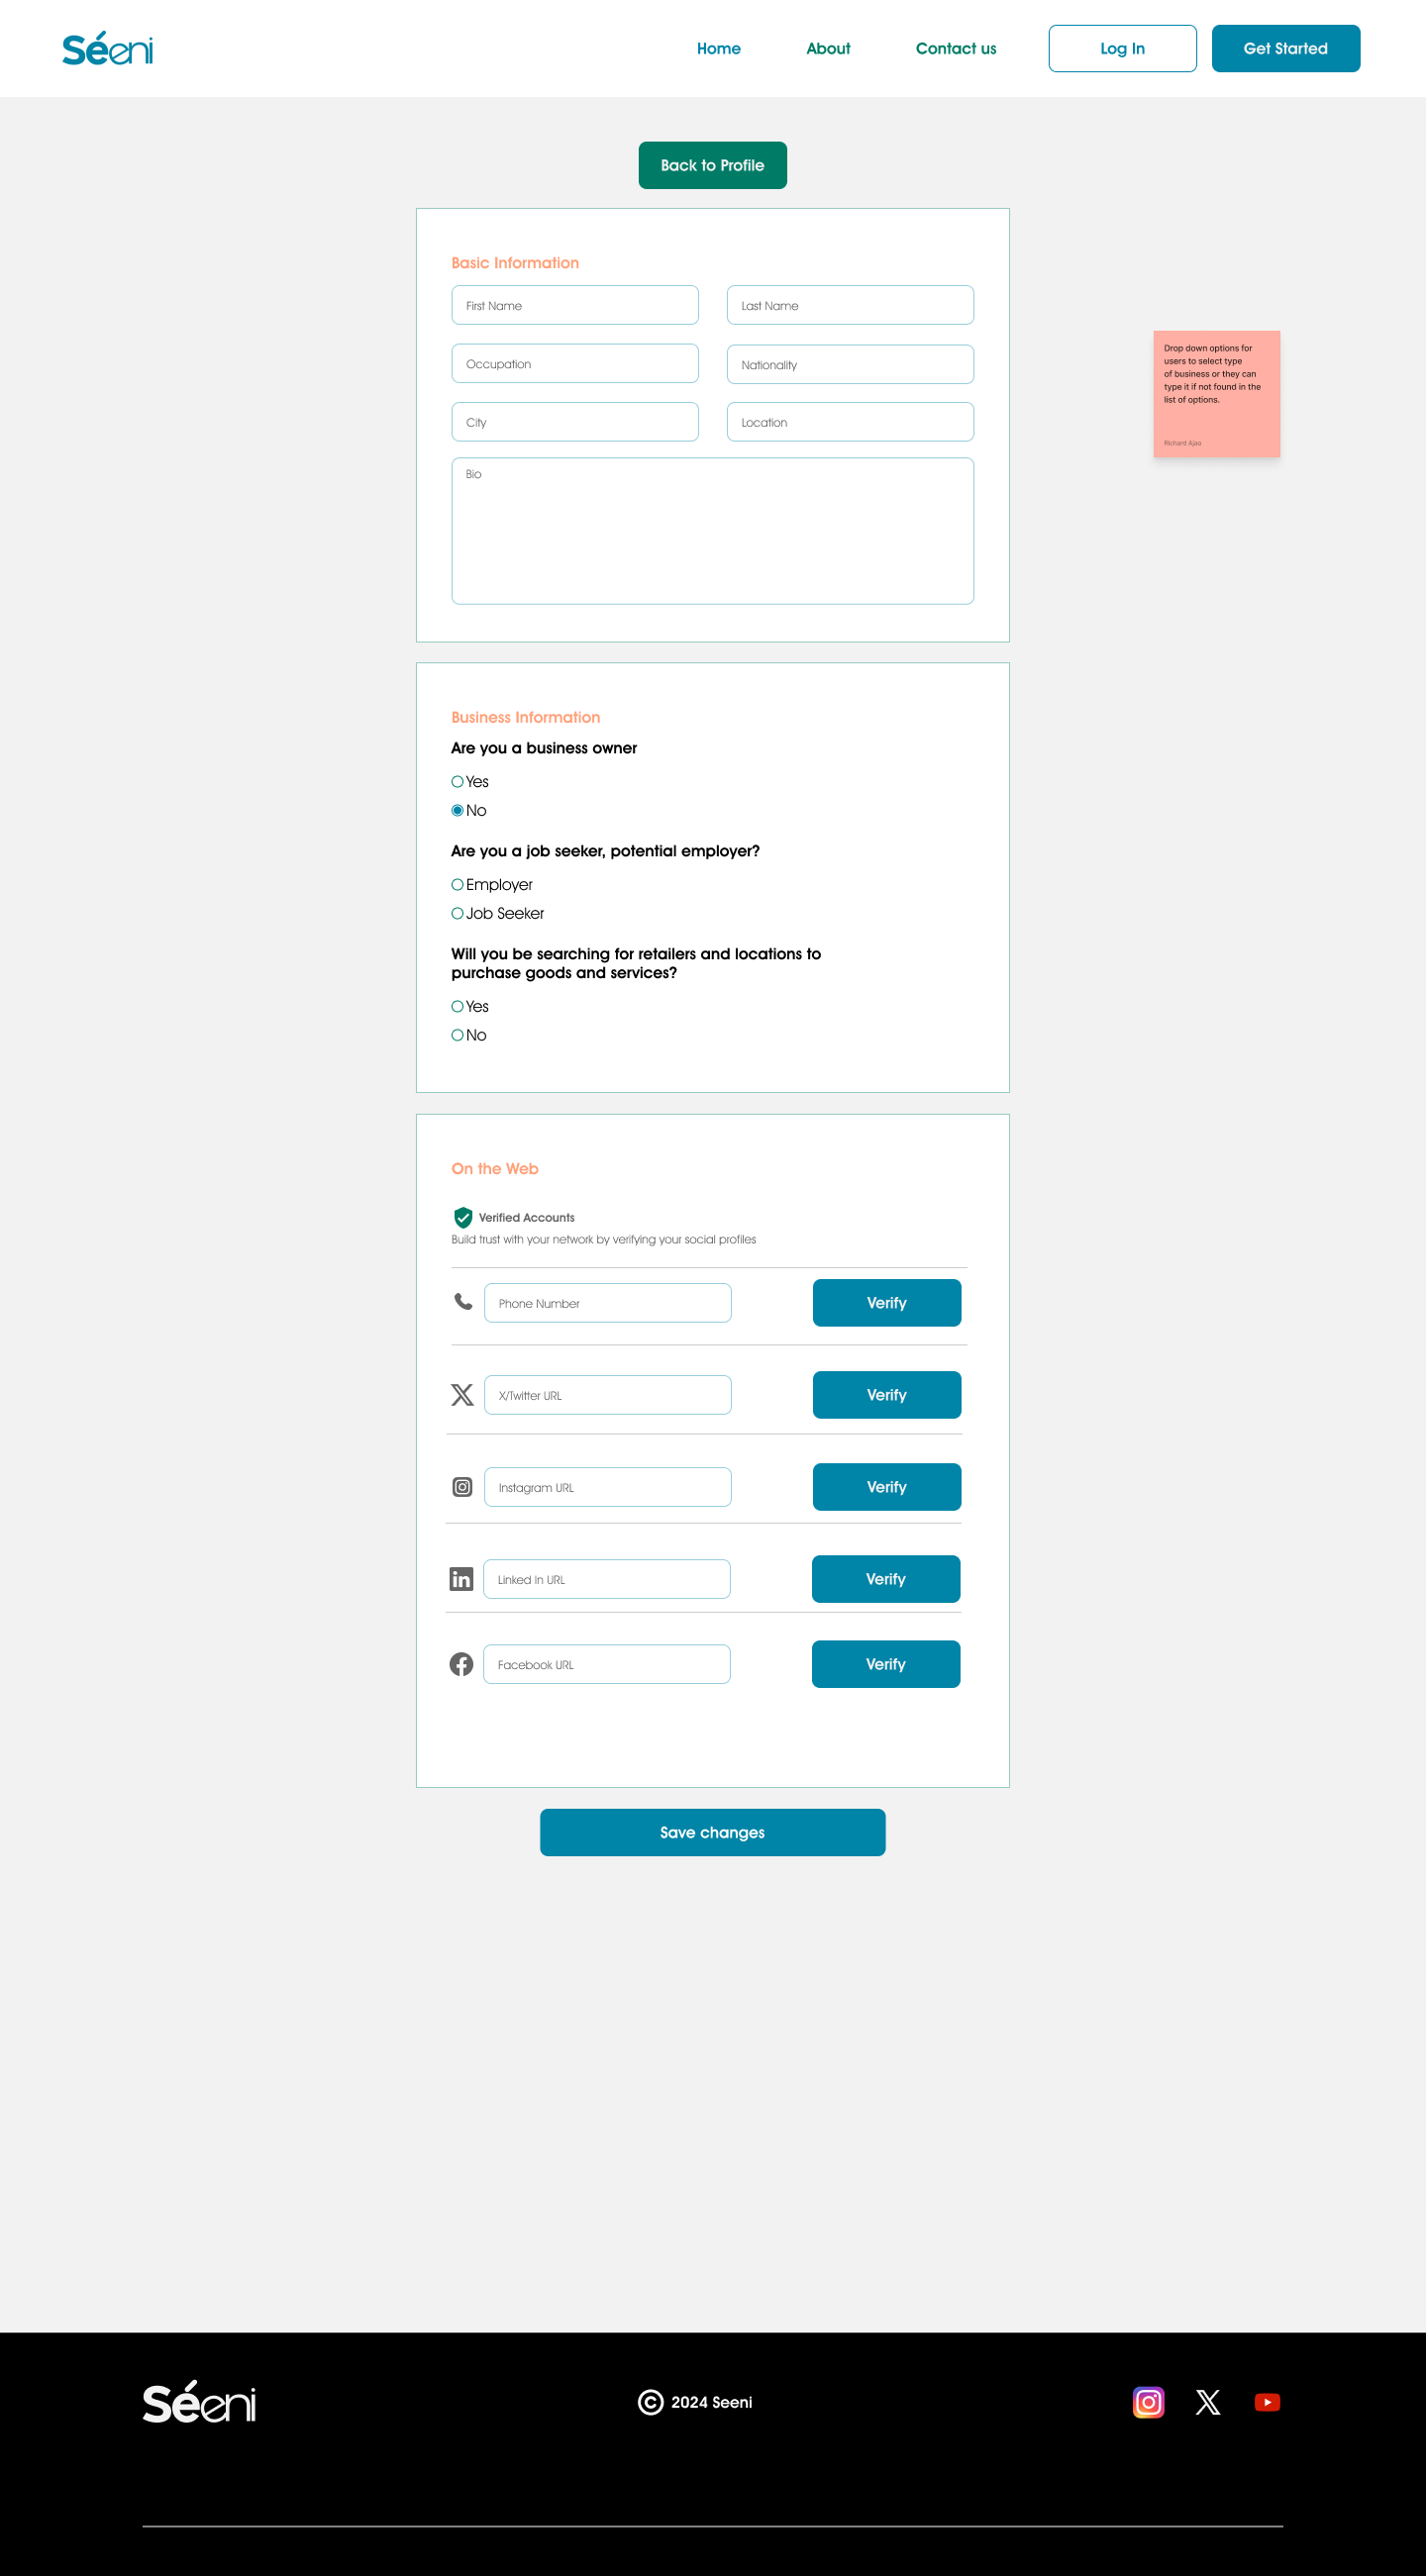 Séeni
Home
About
Contact us
Log In
Get Started
Back to Profile
Basic Information
First Name
Last Name
Occupation
Nationality
City
Location
Bio
Drop down options for
users to select type
of business or they can
type it if not found in the
list of options.
Richard Ajao
Business Information
Are you a business owner
Yes
No
Are you a job seeker, potential employer?
Employer
Job Seeker
Will you be searching for retailers and locations to
purchase goods and services?
Yes
No
On the Web
Verified Accounts
Build trust with your network by verifying your social profiles
Phone Number
Verify
X/Twitter URL
Verify
Instagram URL
Verify
Linked In URL
Verify
Facebook URL
Verify
Save changes
Séeni
© 2024 Seeni